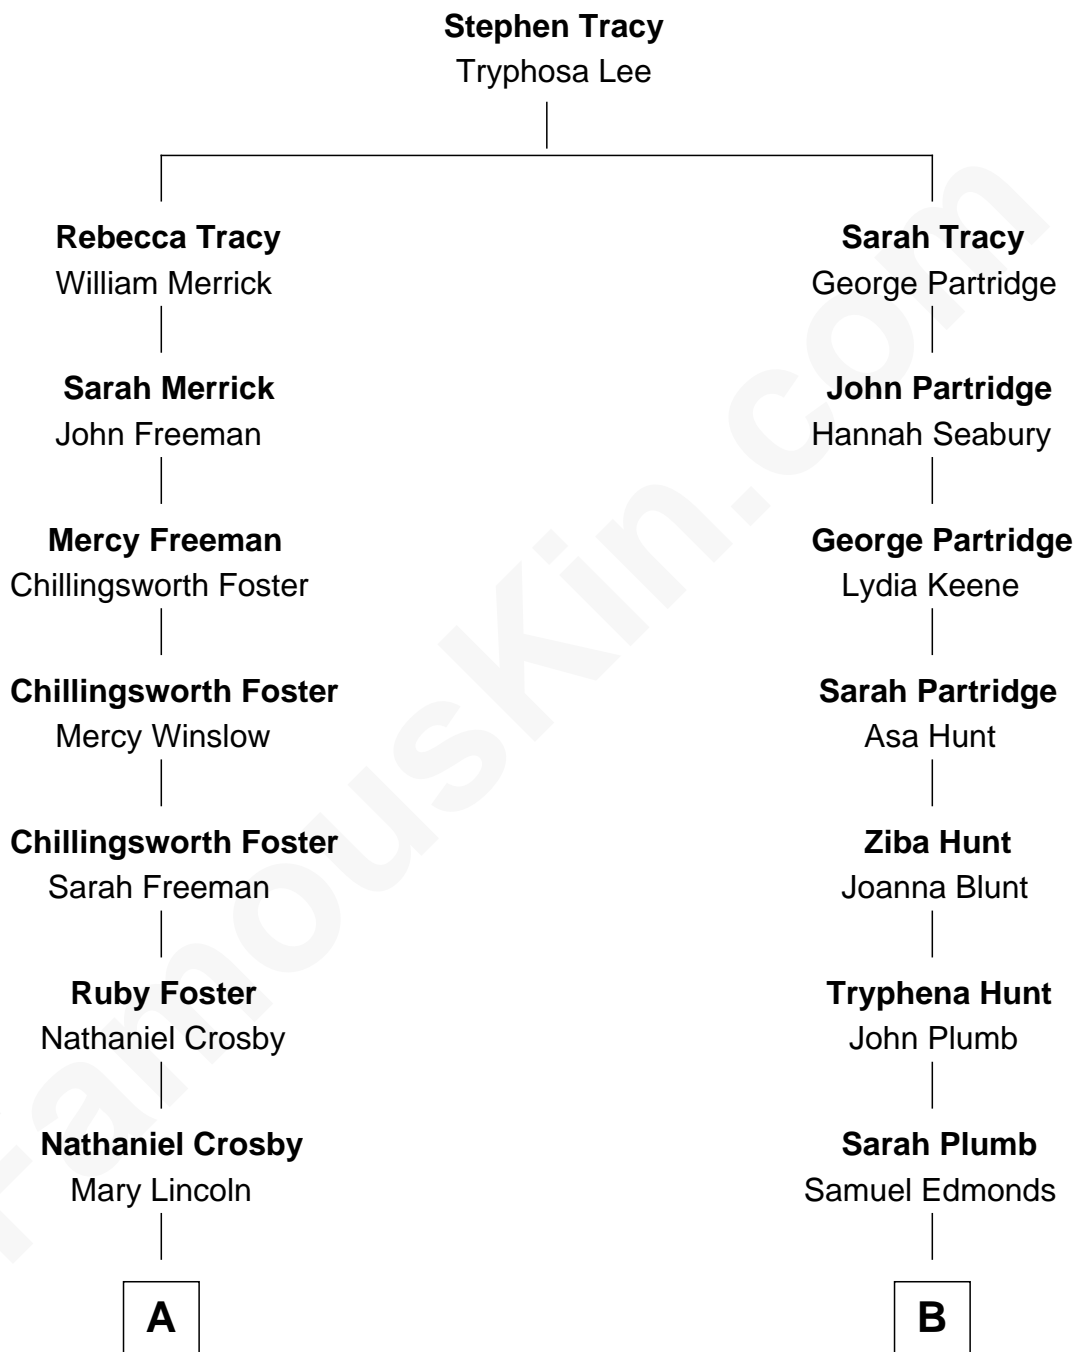 Stephen Tracy
Tryphosa Lee
Rebecca Tracy
William Merrick
Sarah Tracy
George Partridge
Sarah Merrick
John Freeman
John Partridge
Hannah Seabury
Mercy Freeman
Chillingsworth Foster
George Partridge
Lydia Keene
Chillingsworth Foster
Mercy Winslow
Sarah Partridge
Asa Hunt
Chillingsworth Foster
Sarah Freeman
Ziba Hunt
Joanna Blunt
Ruby Foster
Nathaniel Crosby
Tryphena Hunt
John Plumb
Nathaniel Crosby
Mary Lincoln
Sarah Plumb
Samuel Edmonds
A
B
FamousKin.com